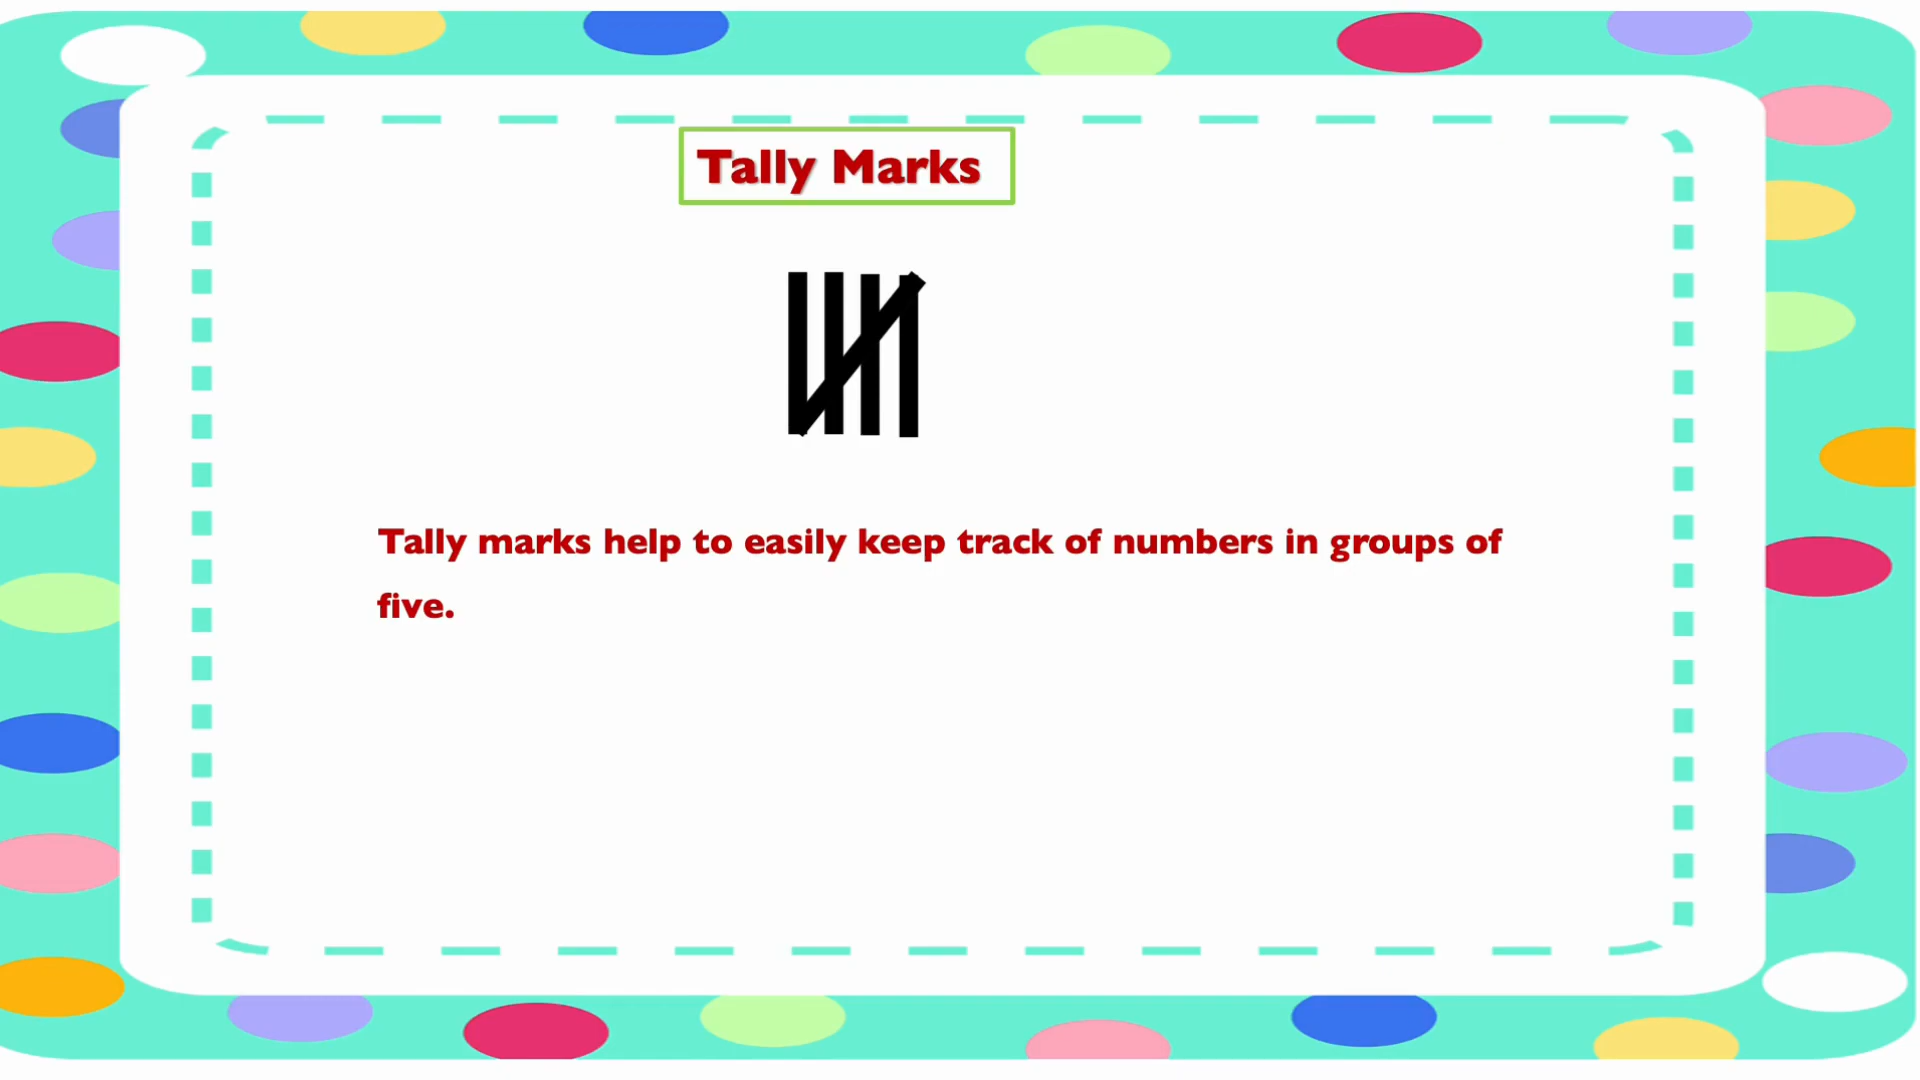 Tally Marks
Tally marks help to easily keep track of numbers in groups of
five.